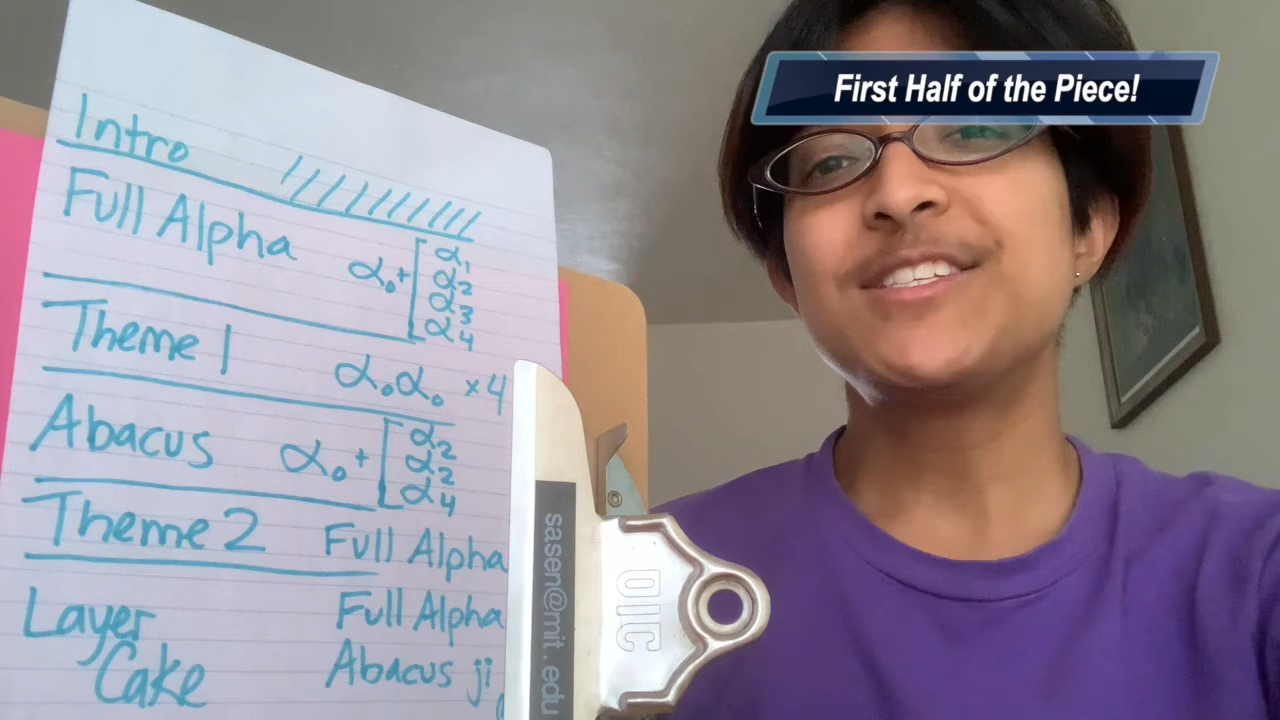 First Half of the Piece!
Intro
Full Alpha α₀+ [α₁
α₂
α₃
α₄
Theme 1 α₀α₀ ×4
Abacus α₀+ [α₂
α₂
α₄
Theme 2 Full Alpha
Layer Full Alpha
Cake Abacus ji
sasen@mit.edu
OIC